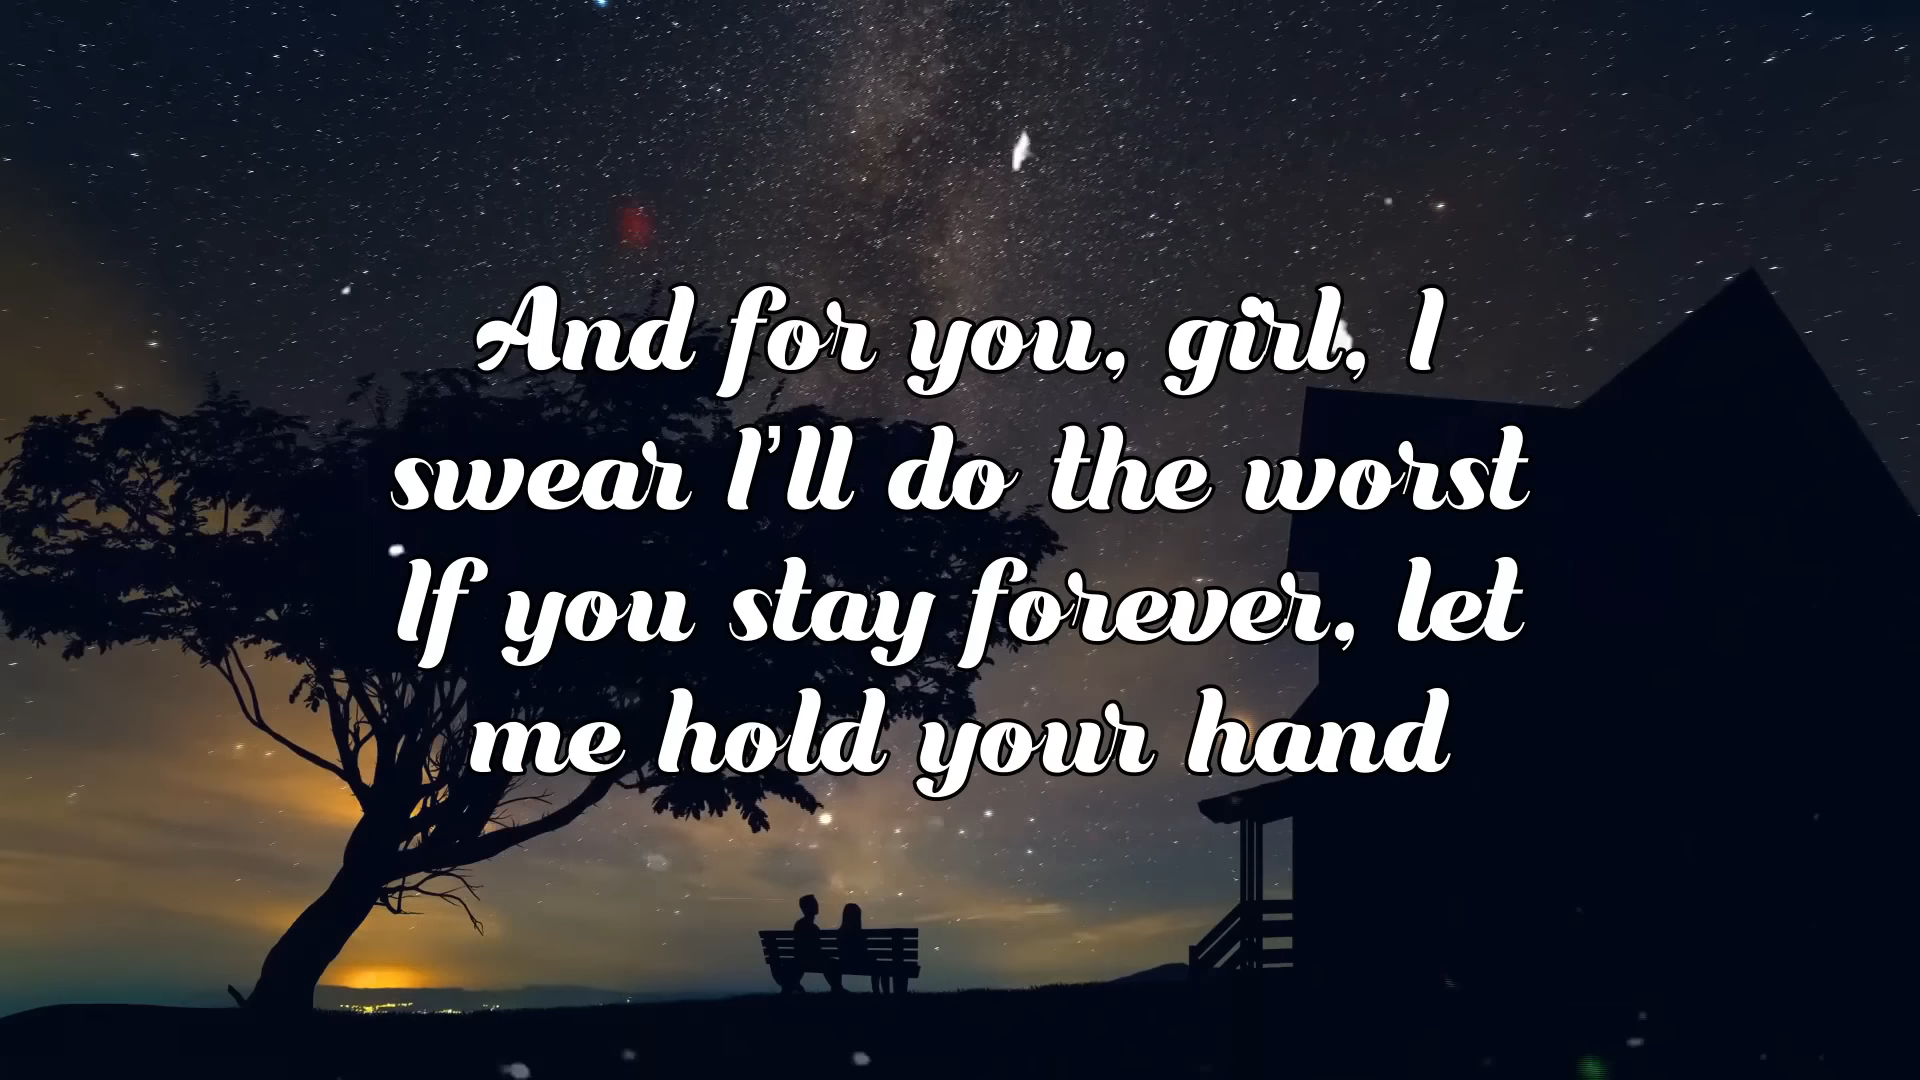 And for you, girl, I
swear I'll do the worst
If you stay forever, let
me hold your hand